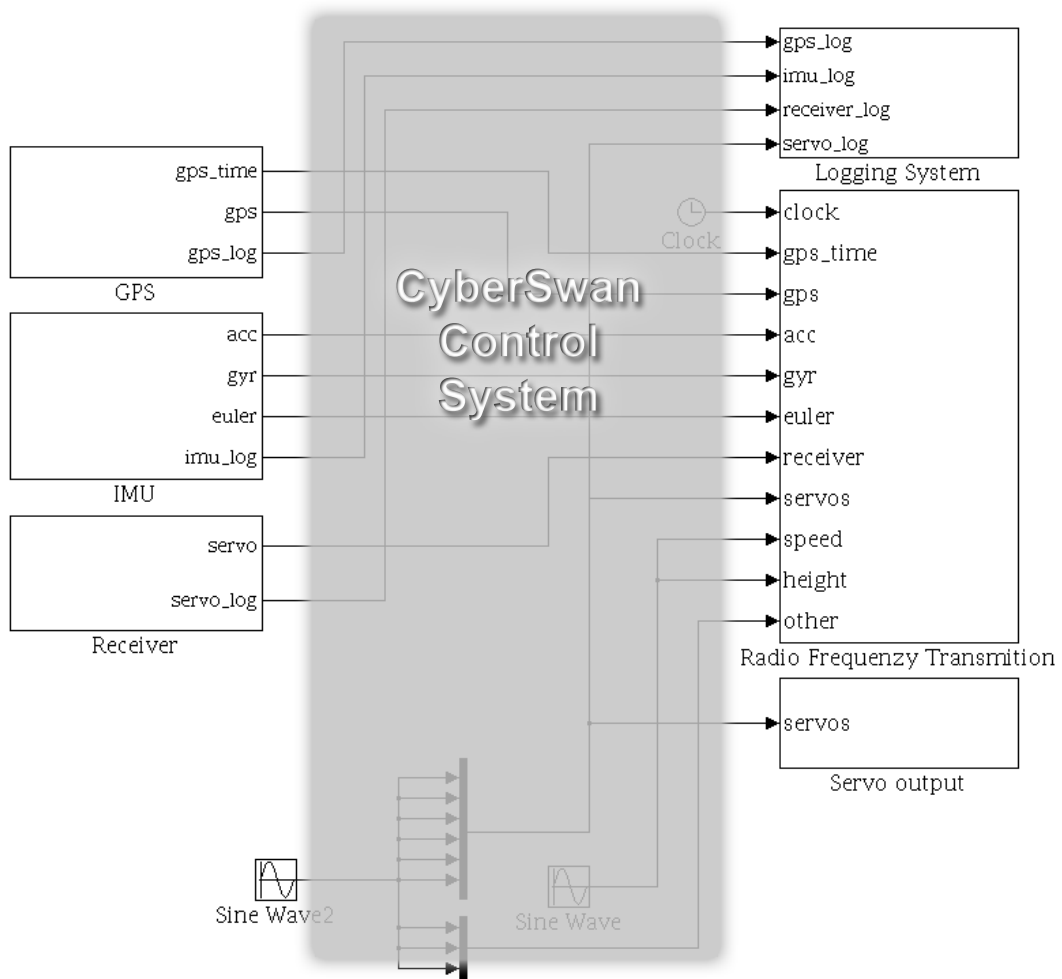 gps_time
gps
gps_log
GPS
acc
gyr
euler
imu_log
IMU
servo
servo_log
Receiver
Sine Wave2
CyberSwan
Control
System
Clock
Sine Wave
gps_log
imu_log
receiver_log
servo_log
Logging System
clock
gps_time
gps
acc
gyr
euler
receiver
servos
speed
height
other
Radio Frequenzy Transmition
servos
Servo output